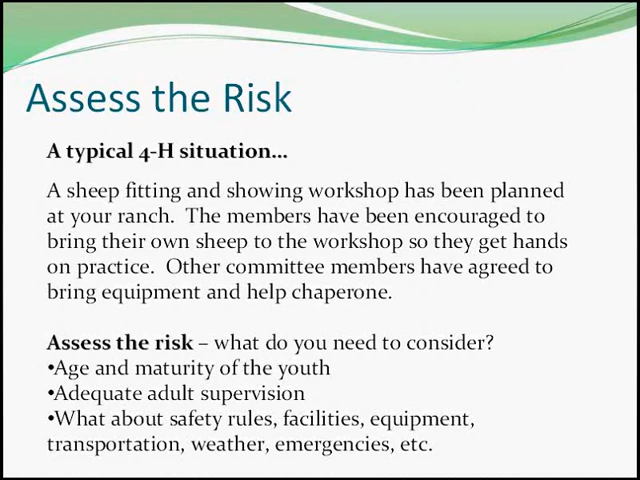 Assess the Risk
A typical 4-H situation...
A sheep fitting and showing workshop has been planned
at your ranch.  The members have been encouraged to
bring their own sheep to the workshop so they get hands
on practice.  Other committee members have agreed to
bring equipment and help chaperone.
Assess the risk – what do you need to consider?
•Age and maturity of the youth
•Adequate adult supervision
•What about safety rules, facilities, equipment,
transportation, weather, emergencies, etc.